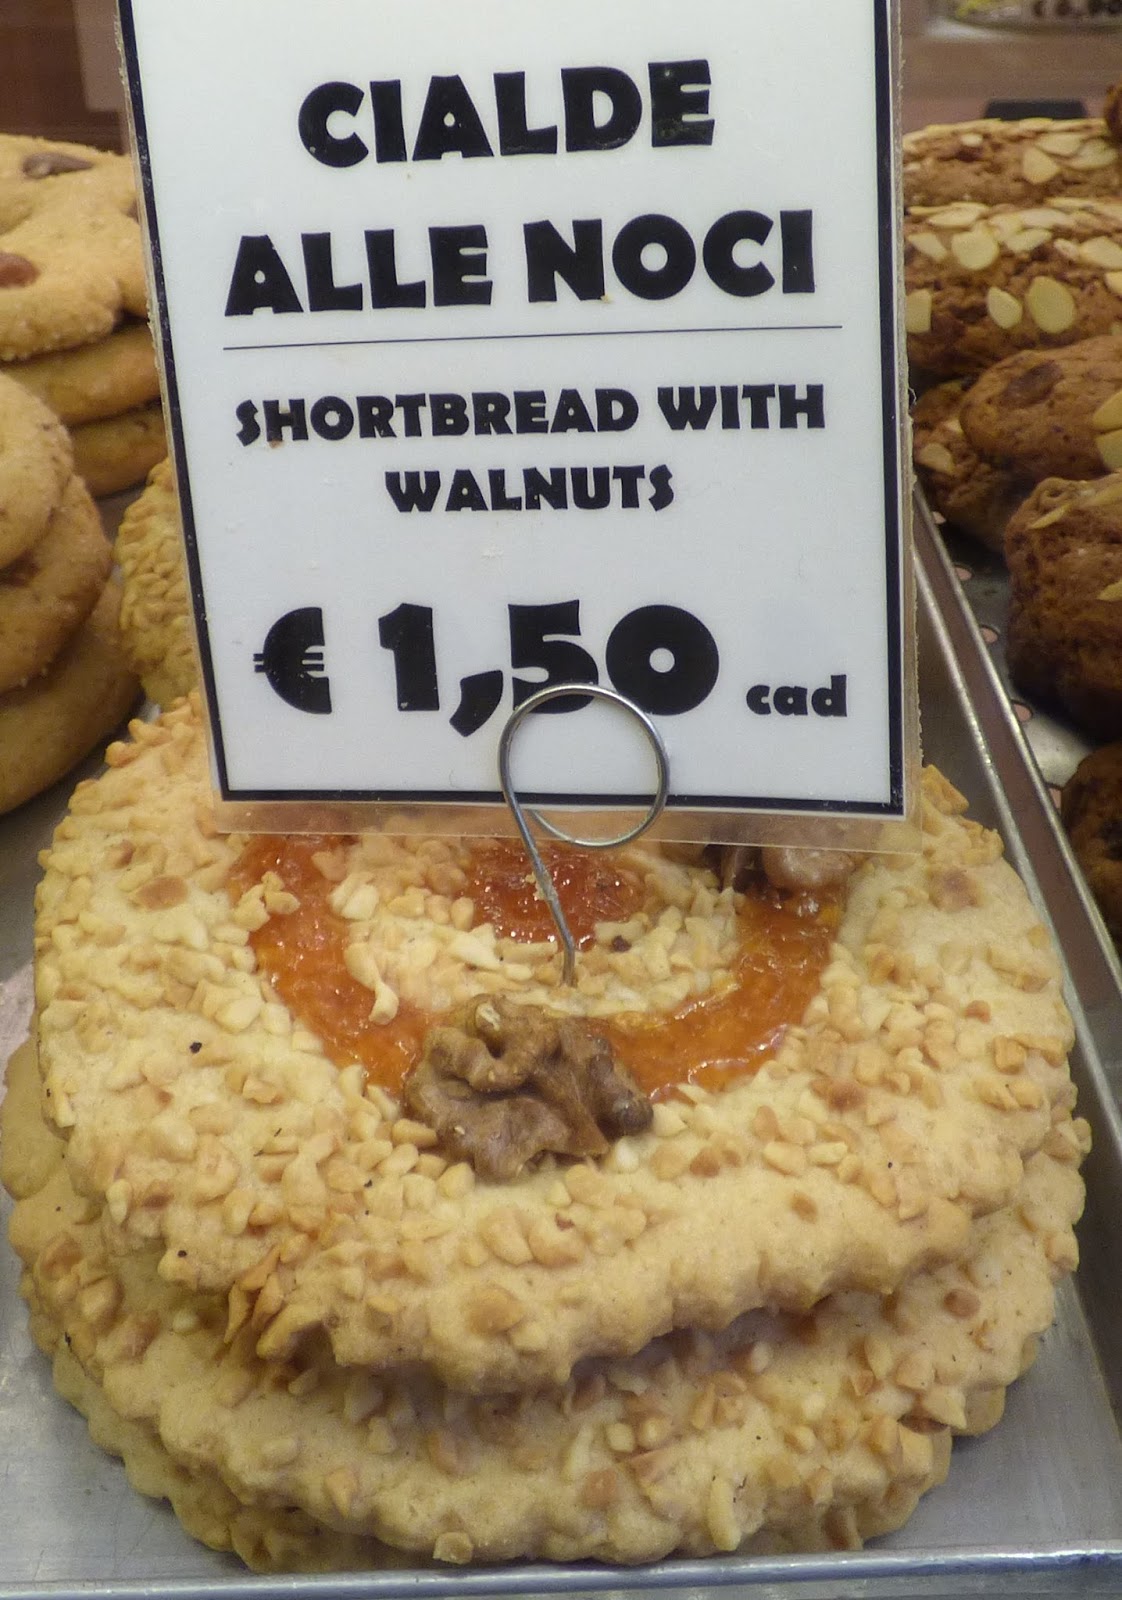 CIALDE
ALLE NOCI
SHORTBREAD WITH
WALNUTS
€ 1,50 cad